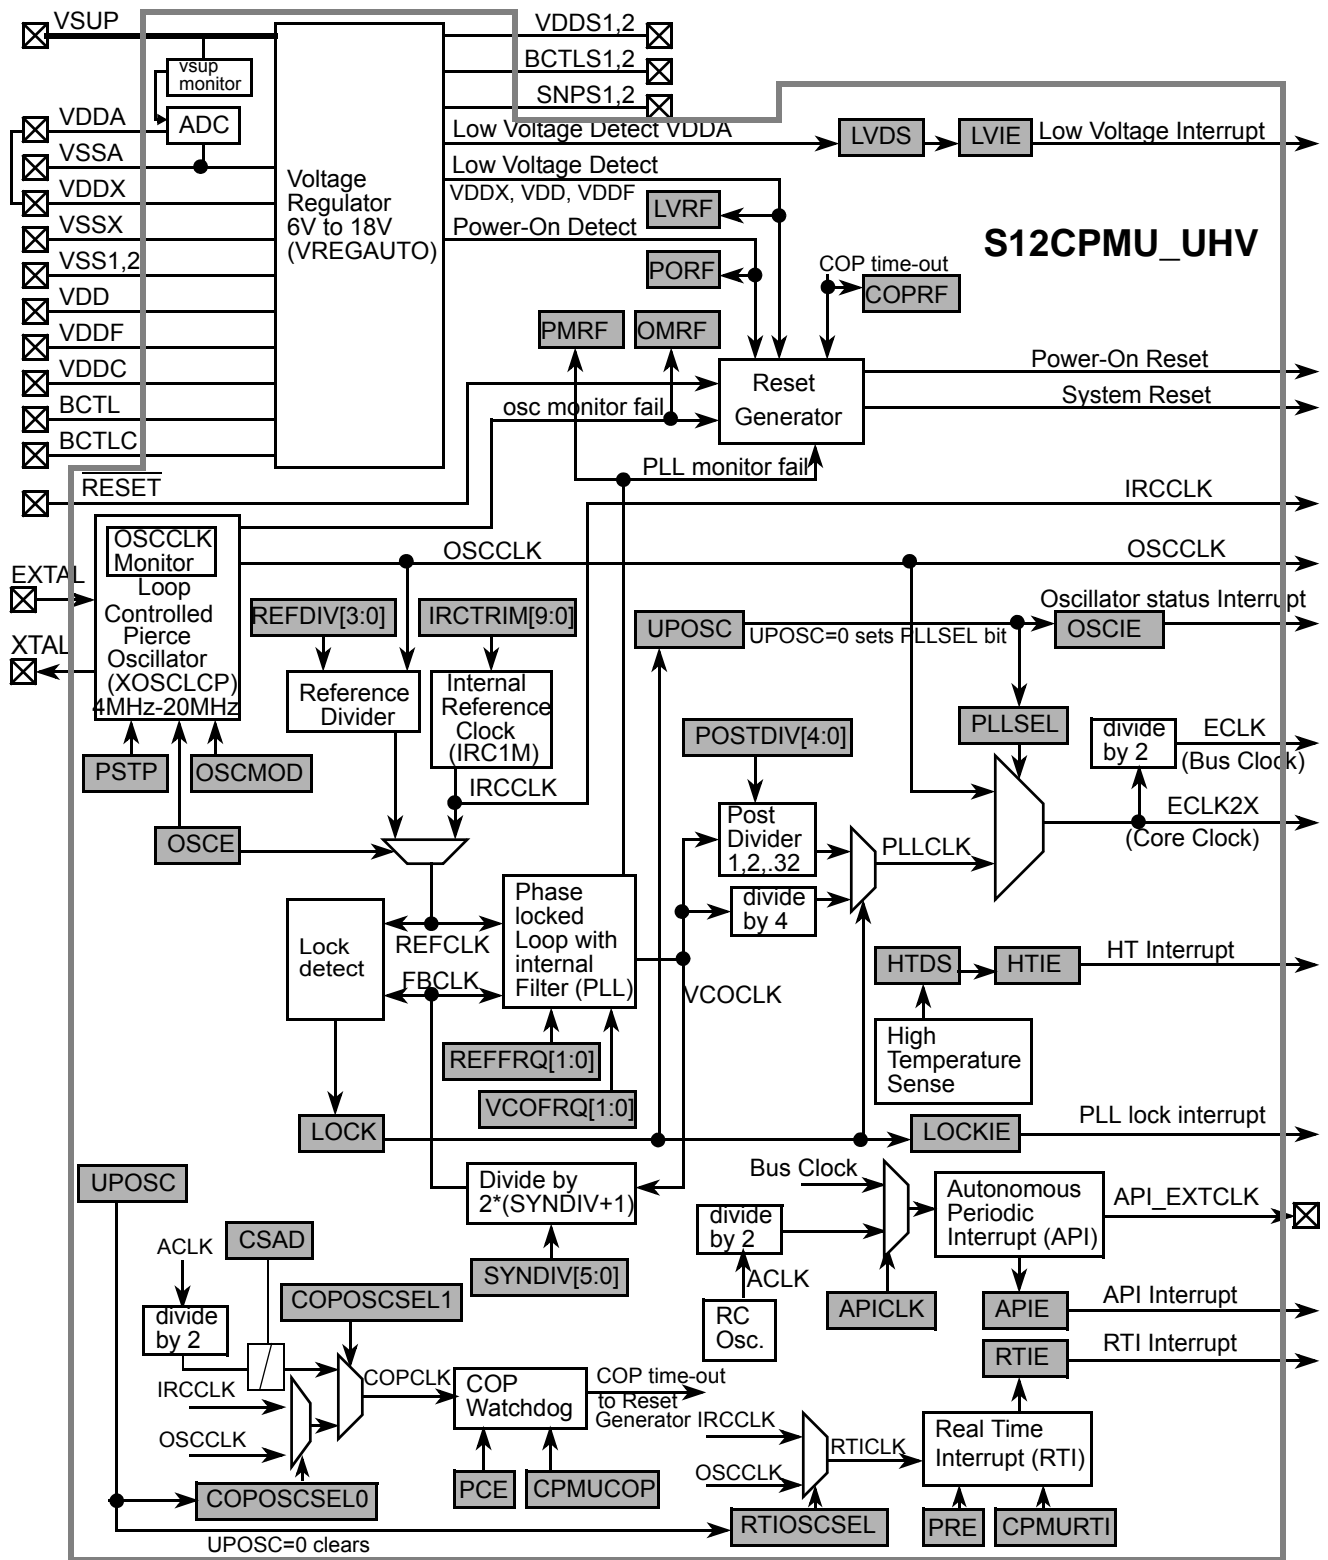 VSUP
VDDS1,2
BCTLS1,2
SNPS1,2
vsup
monitor
VDDA
ADC
VSSA
VDDX
VSSX
VSS1,2
VDD
VDDF
VDDC
BCTL
BCTLC
RESET
Voltage
Regulator
6V to 18V
(VREGAUTO)
Low Voltage Detect VDDA
LVDS
LVIE
Low Voltage Interrupt
Low Voltage Detect
VDDX, VDD, VDDF
LVRF
Power-On Detect
PORF
S12CPMU_UHV
COP time-out
COPRF
PMRF
OMRF
osc monitor fail
Reset
Generator
Power-On Reset
System Reset
PLL monitor fail
IRCCLK
OSCCLK
Monitor
Loop
Controlled
Pierce
Oscillator
(XOSCLCP)
4MHz-20MHz
EXTAL
XTAL
OSCCLK
OSCCLK
REFDIV[3:0]
IRCTRIM[9:0]
UPOSC
UPOSC=0 sets PLLSEL bit
Oscillator status Interrupt
OSCIE
Reference
Divider
Internal
Reference
Clock
(IRC1M)
PSTP
OSCMOD
IRCCLK
POSTDIV[4:0]
PLLSEL
divide
by 2
ECLK
(Bus Clock)
ECLK2X
(Core Clock)
OSCE
Post
Divider
1,2,.32
PLLCLK
divide
by 4
Lock
detect
REFCLK
FBCLK
Phase
locked
Loop with
internal
Filter (PLL)
VCOCLK
HTDS
HTIE
HT Interrupt
High
Temperature
Sense
REFFRQ[1:0]
VCOFRQ[1:0]
LOCK
LOCKIE
PLL lock interrupt
UPOSC
Divide by
2*(SYNDIV+1)
SYNDIV[5:0]
Bus Clock
divide
by 2
ACLK
RC
Osc.
APICLK
Autonomous
Periodic
Interrupt (API)
API_EXTCLK
APIE
API Interrupt
RTIE
RTI Interrupt
ACLK
CSAD
divide
by 2
COPOSCSEL1
IRCCLK
OSCCLK
COPCLK
COP
Watchdog
COP time-out
to Reset
Generator
PCE
CPMUCOP
COPOSCSEL0
UPOSC=0 clears
IRCCLK
OSCCLK
RTICLK
RTIOSCSEL
Real Time
Interrupt (RTI)
PRE
CPMURTI